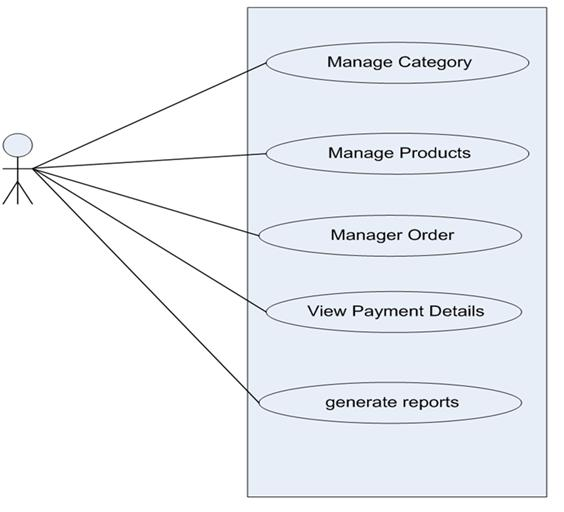 Manage Category
Manage Products
Manager Order
View Payment Details
generate reports